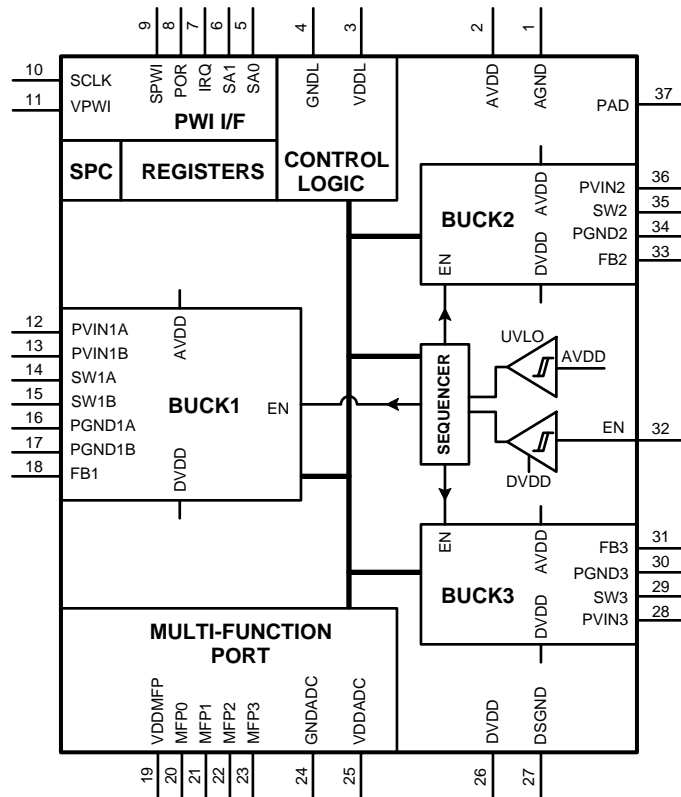 9
8
7
6
5
4
3
2
1
10
SCLK
11
VPWI
SPWI
POR
IRQ
SA1
SA0
GNDL
VDDL
AVDD
AGND
PAD
37
PWI I/F
SPC
REGISTERS
CONTROL
LOGIC
BUCK2
AVDD
DVDD
EN
PVIN2
36
SW2
35
PGND2
34
FB2
33
12
PVIN1A
13
PVIN1B
14
SW1A
15
SW1B
16
PGND1A
17
PGND1B
18
FB1
AVDD
BUCK1
EN
DVDD
SEQUENCER
UVLO
AVDD
EN
32
DVDD
EN
AVDD
BUCK3
DVDD
FB3
31
PGND3
30
SW3
29
PVIN3
28
MULTI-FUNCTION
PORT
VDDMFP
MFP0
MFP1
MFP2
MFP3
GNDADC
VDDADC
DVDD
DSGND
19
20
21
22
23
24
25
26
27